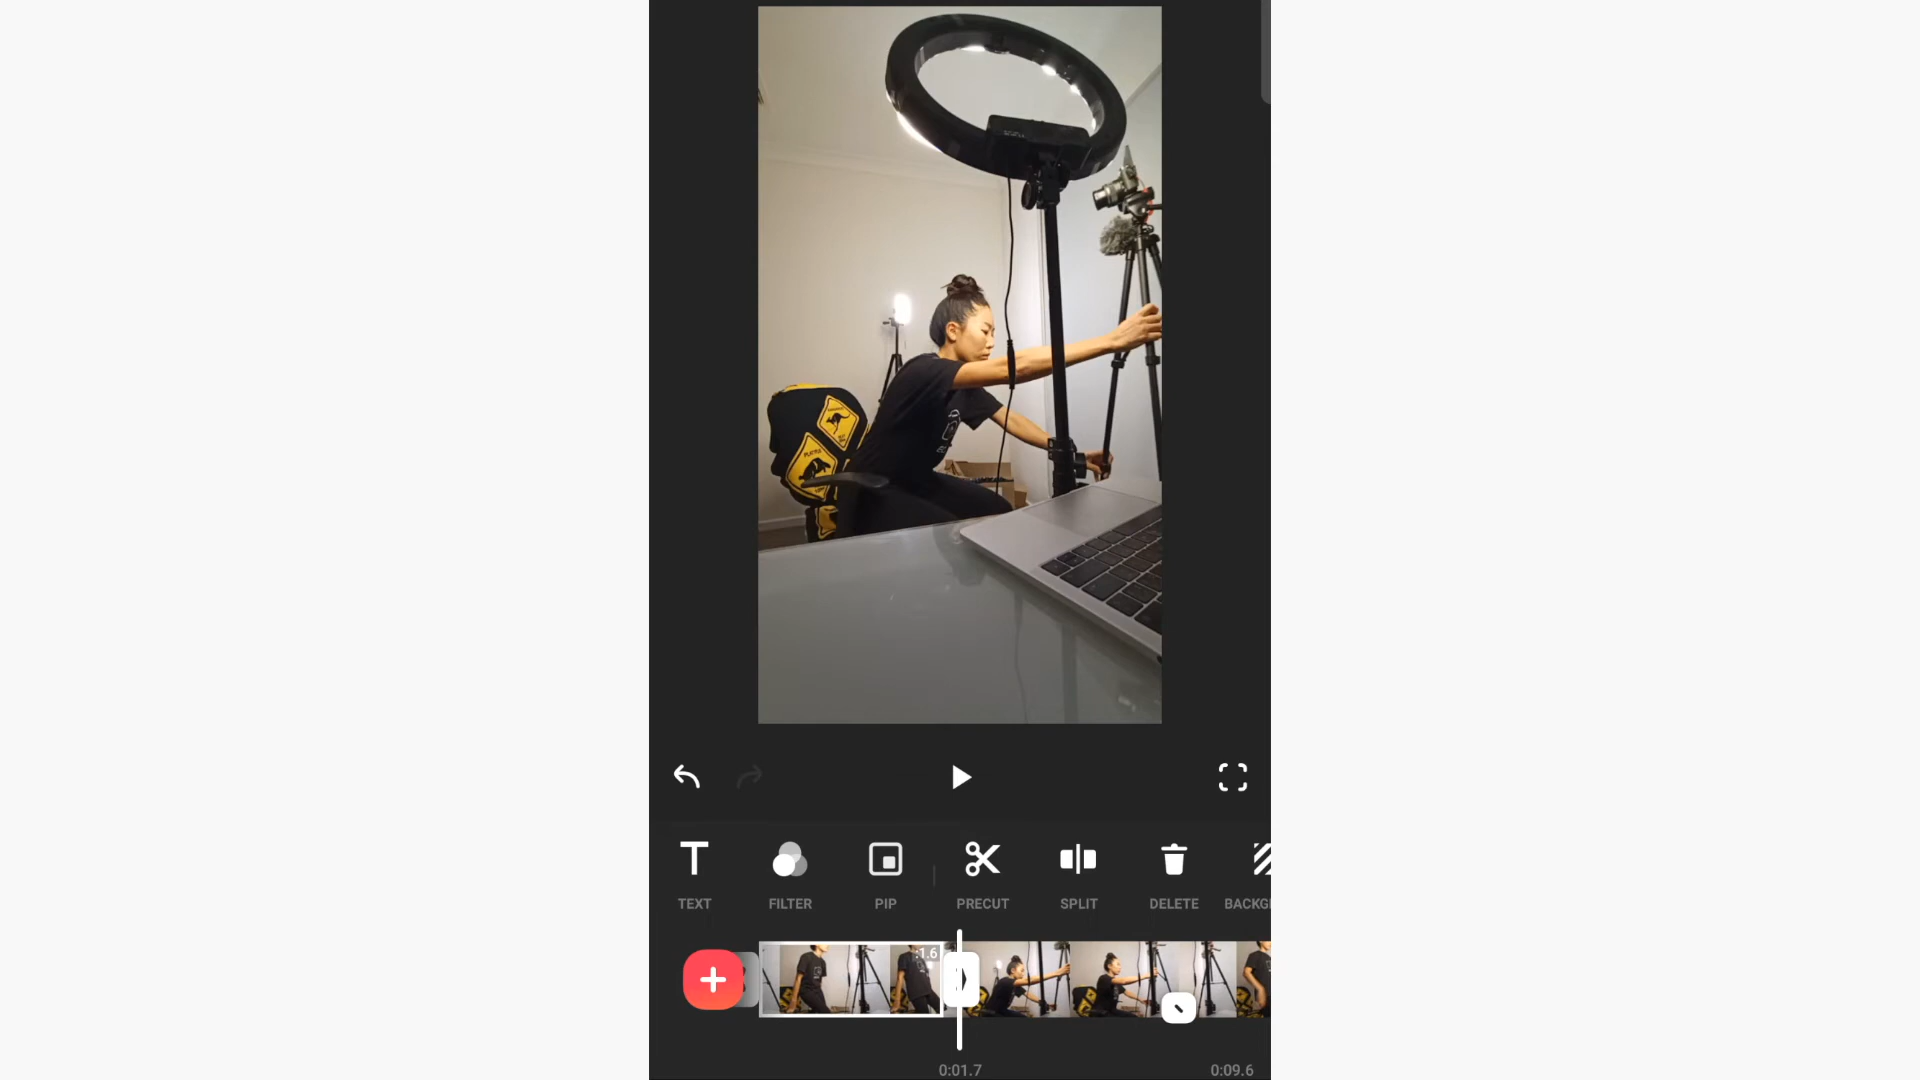 TEXT
FILTER
PIP
PRECUT
SPLIT
DELETE
BACKG
:1.6
0:01.7
0:09.6